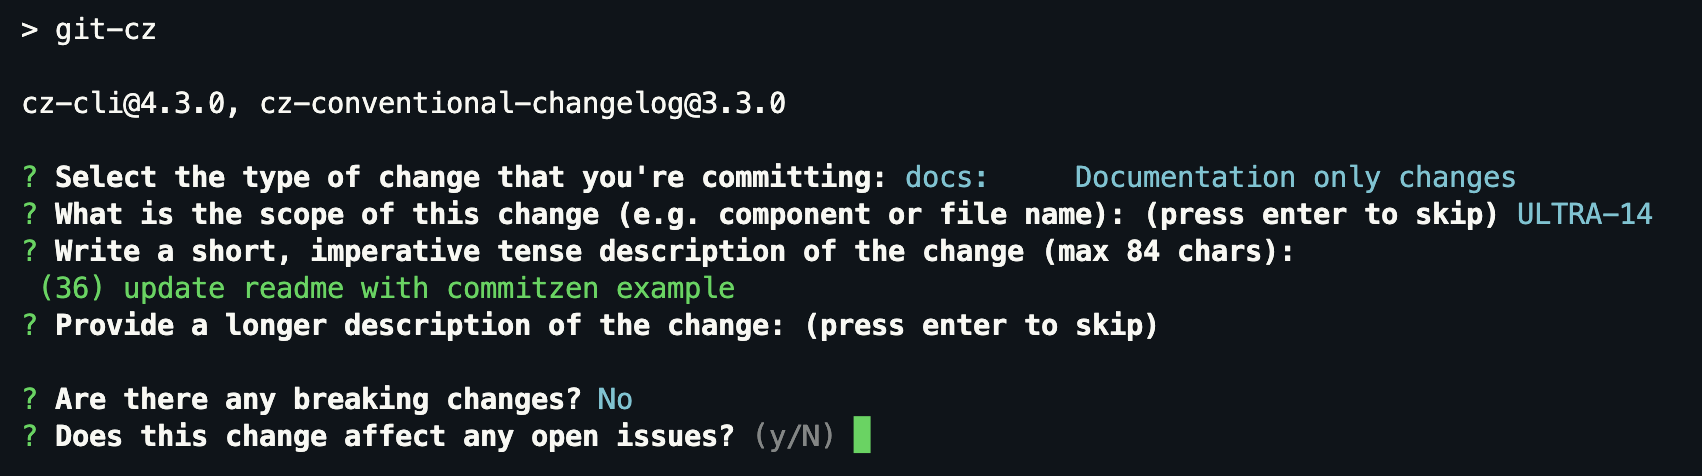 > git-cz
cz-cli@4.3.0, cz-conventional-changelog@3.3.0
? Select the type of change that you're committing: docs:     Documentation only changes
? What is the scope of this change (e.g. component or file name): (press enter to skip) ULTRA-14
? Write a short, imperative tense description of the change (max 84 chars):
(36) update readme with commitzen example
? Provide a longer description of the change: (press enter to skip)
? Are there any breaking changes? No
? Does this change affect any open issues? (y/N)